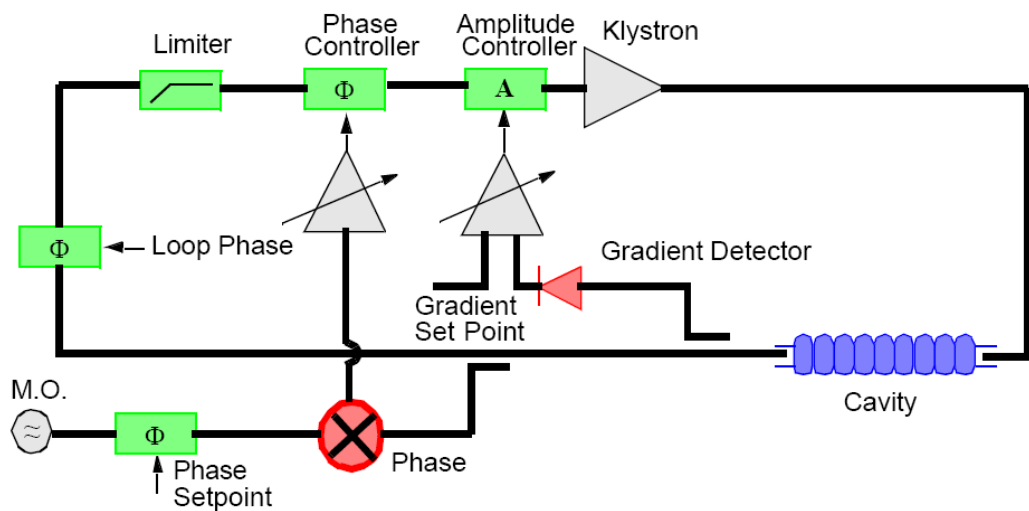 Limiter
Phase
Controller
Amplitude
Controller
Klystron
Φ
A
Φ
Loop Phase
Gradient Detector
Gradient
Set Point
M.O.
Φ
Phase
Cavity
Phase
Setpoint